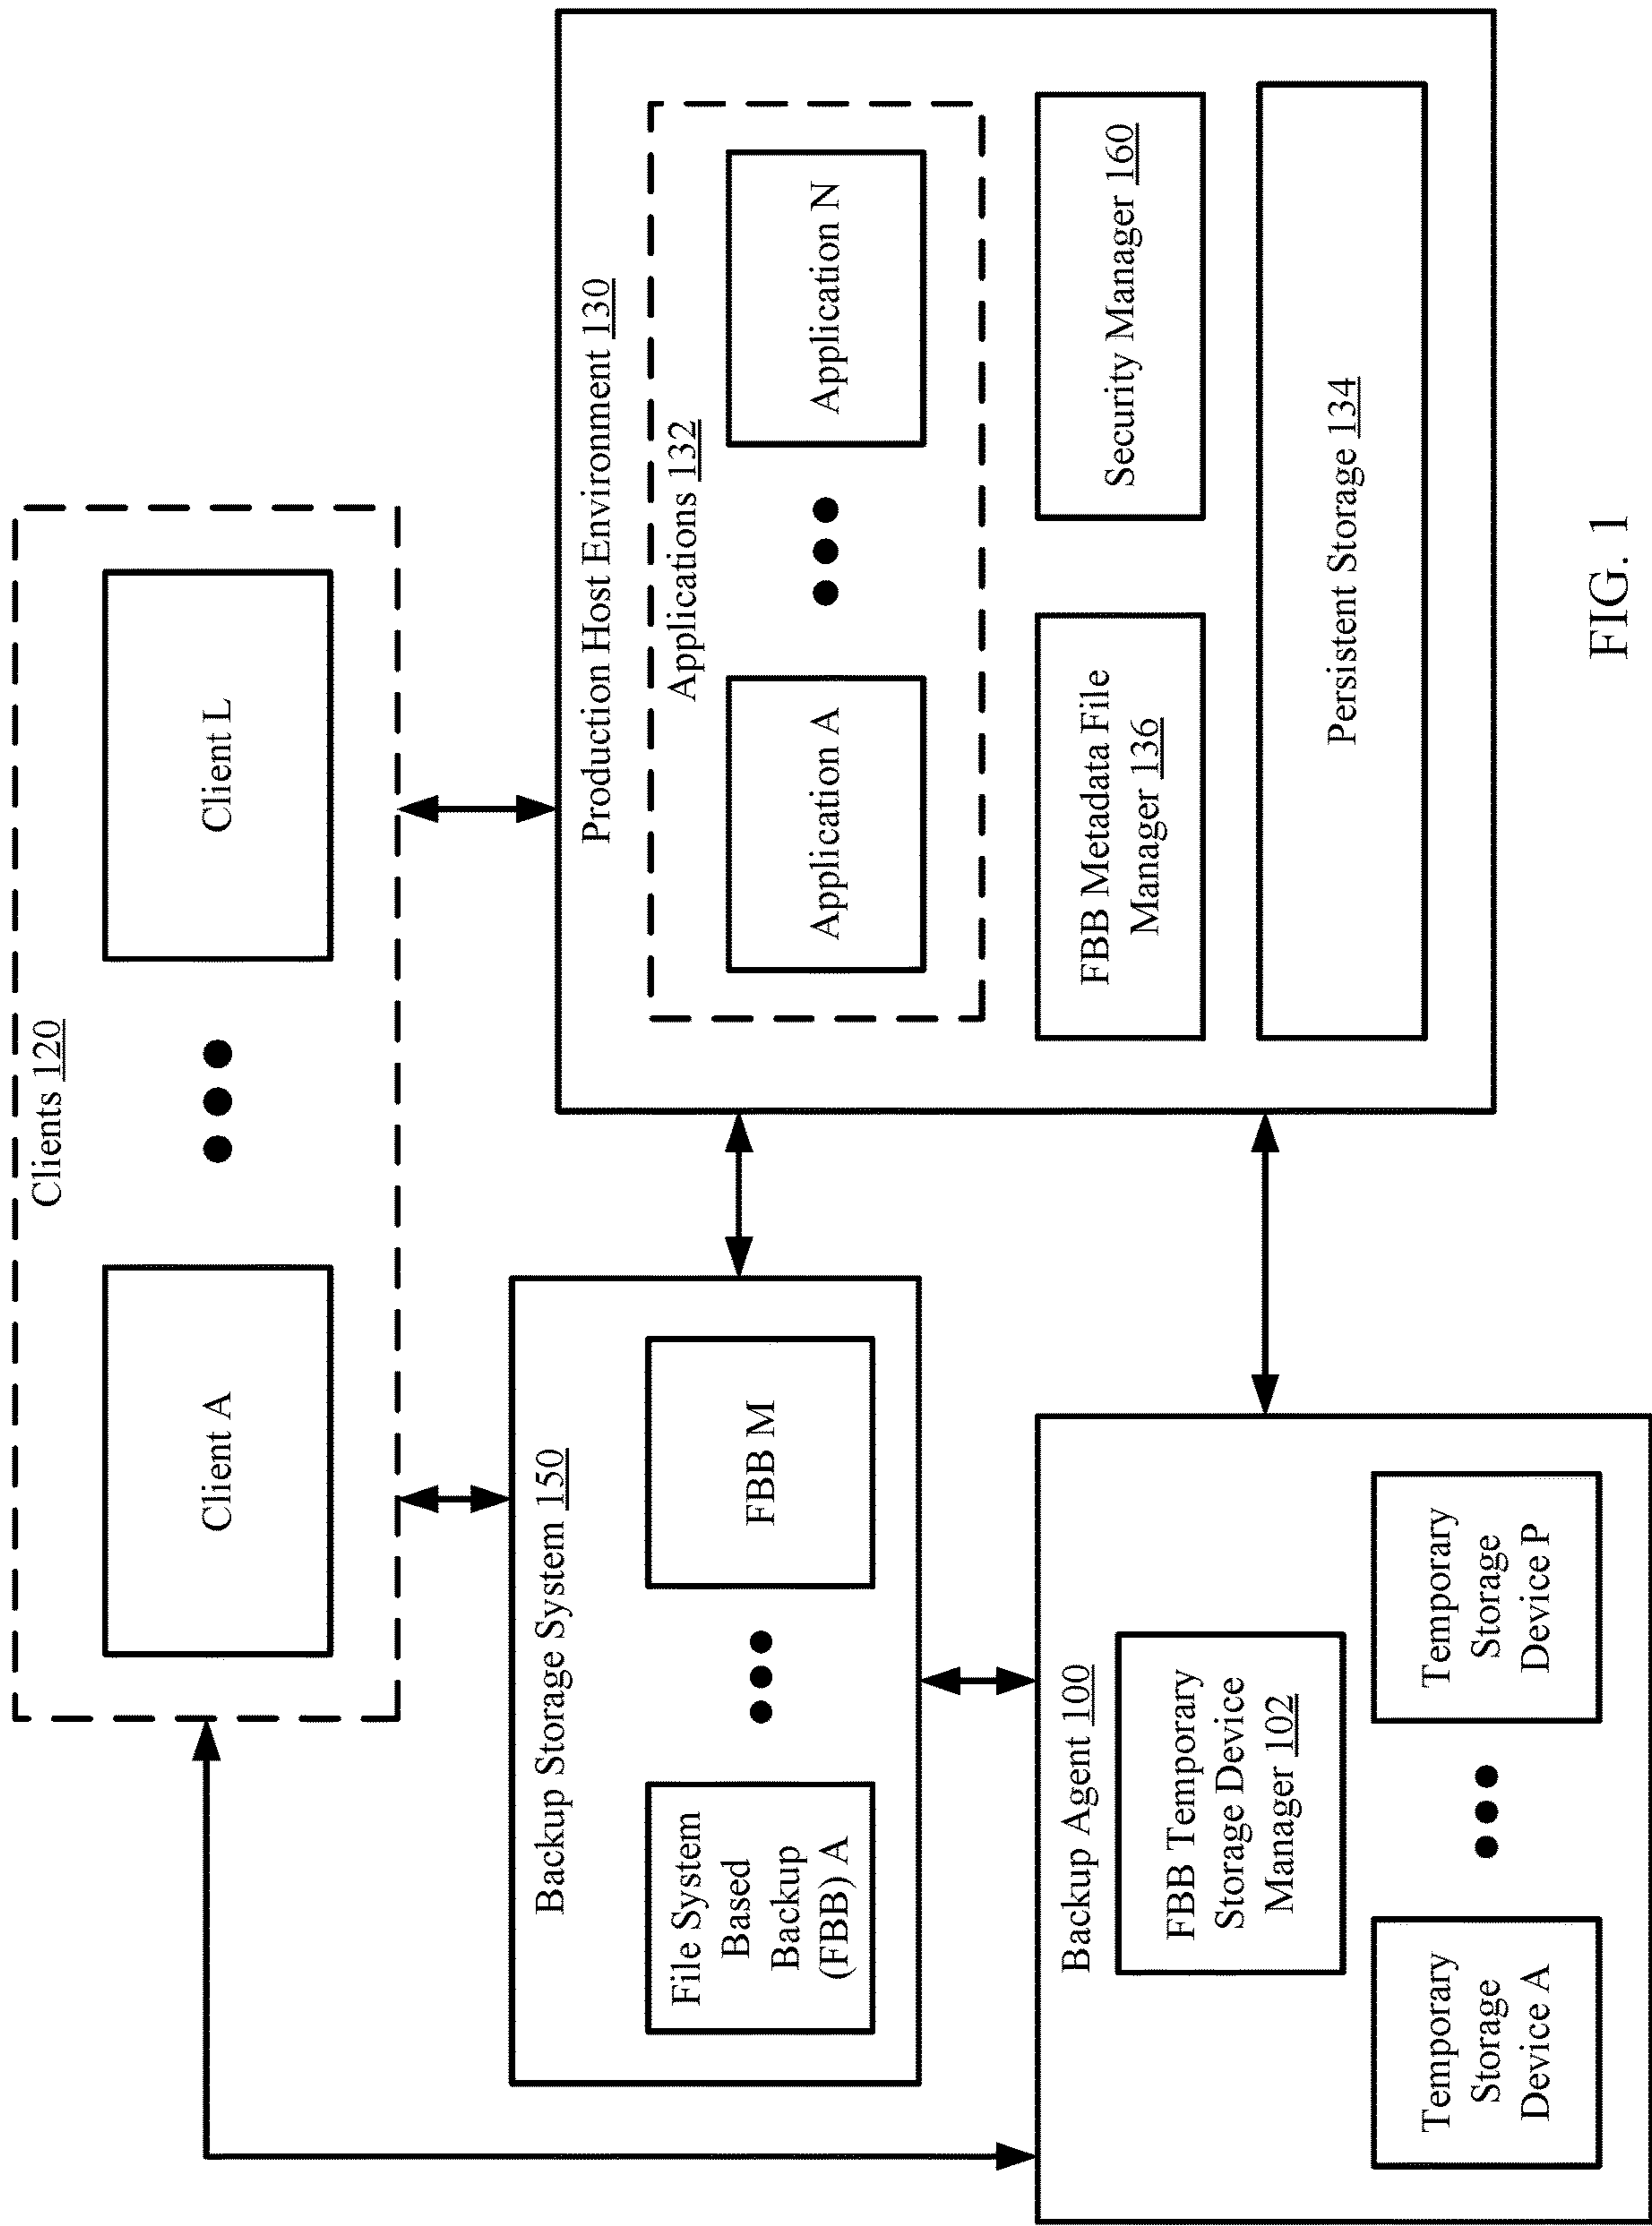 Clients 120
Client A
Client L
Backup Storage System 150
File System
Based
Backup
(FBB) A
FBB M
Backup Agent 100
FBB Temporary
Storage Device
Manager 102
Temporary
Storage
Device A
Temporary
Storage
Device P
Production Host Environment 130
Applications 132
Application A
Application N
FBB Metadata File
Manager 136
Security Manager 160
Persistent Storage 134
FIG. 1